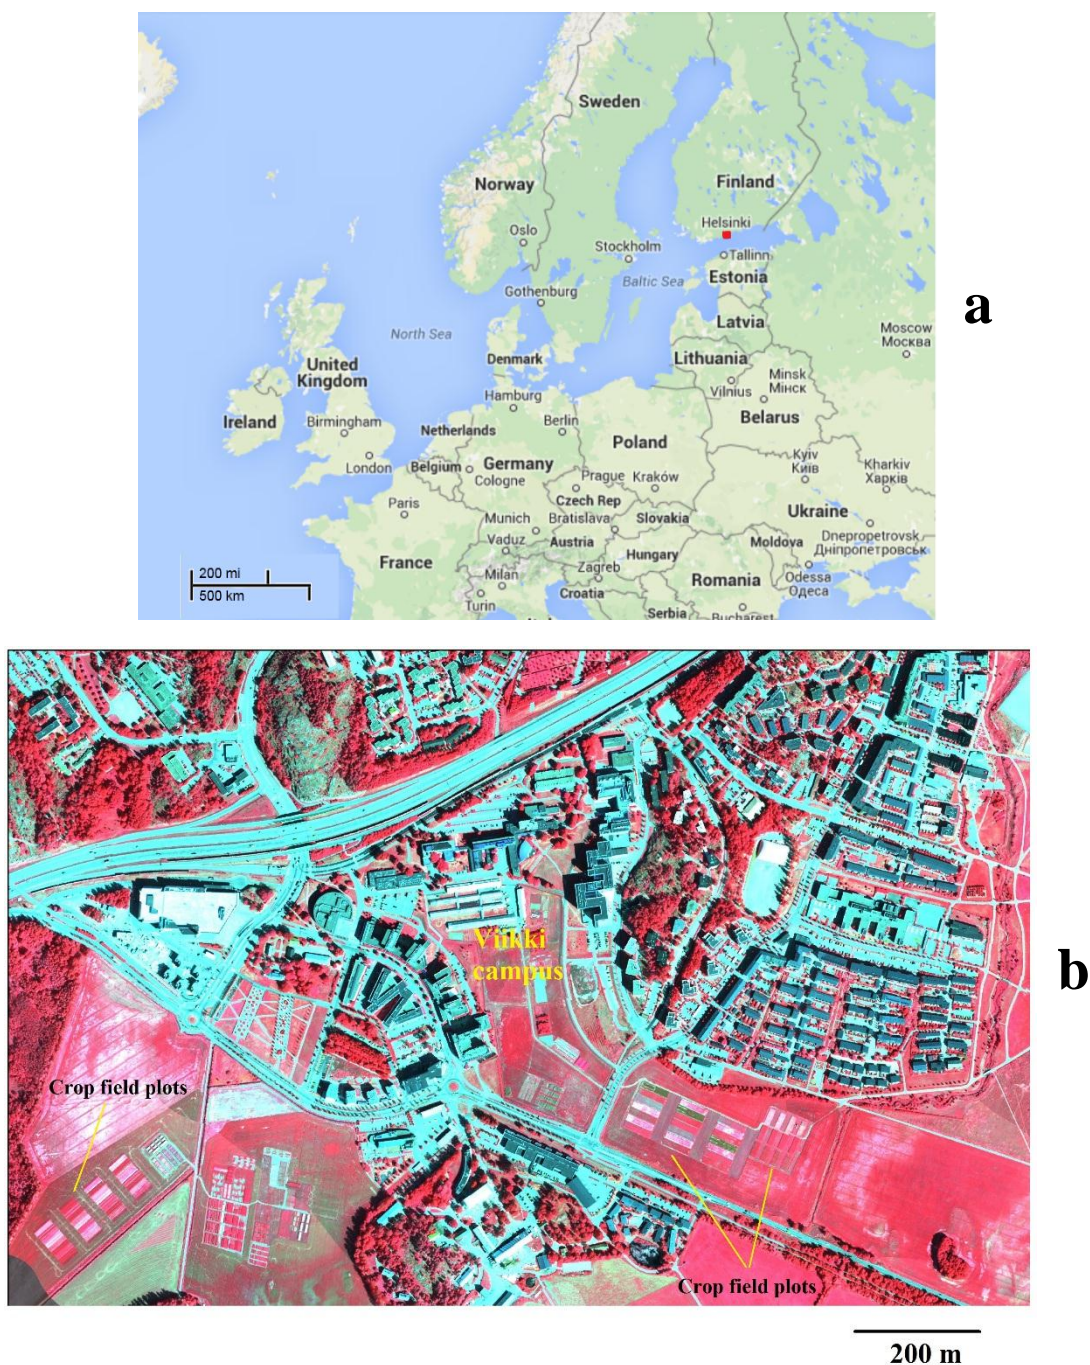 Sweden
Norway
Finland
Helsinki
Oslo
Stockholm
Tallinn
Baltic Sea
Estonia
Gothenburg
a
Latvia
North Sea
Moscow
Москва
Denmark
Lithuania
United
Kingdom
Minsk
Мінск
Vilnius
Hamburg
Ireland
Birmingham
Berlin
Belarus
Netherlands
Poland
London
Belgium
Germany
Cologne
Kyiv
Київ
Kharkiv
Харків
Prague
Kraków
Czech Rep
Paris
Munich
Bratislava
Slovakia
Ukraine
Vaduz
Austria
Moldova
Dnepropetrovsk
Дніпропетровськ
France
Hungary
200 mi
500 km
Milan
Zagreb
Romania
Odessa
Одеса
Turin
Croatia
Serbia
Bucharest
Viikki
campus
b
Crop field plots
Crop field plots
200 m